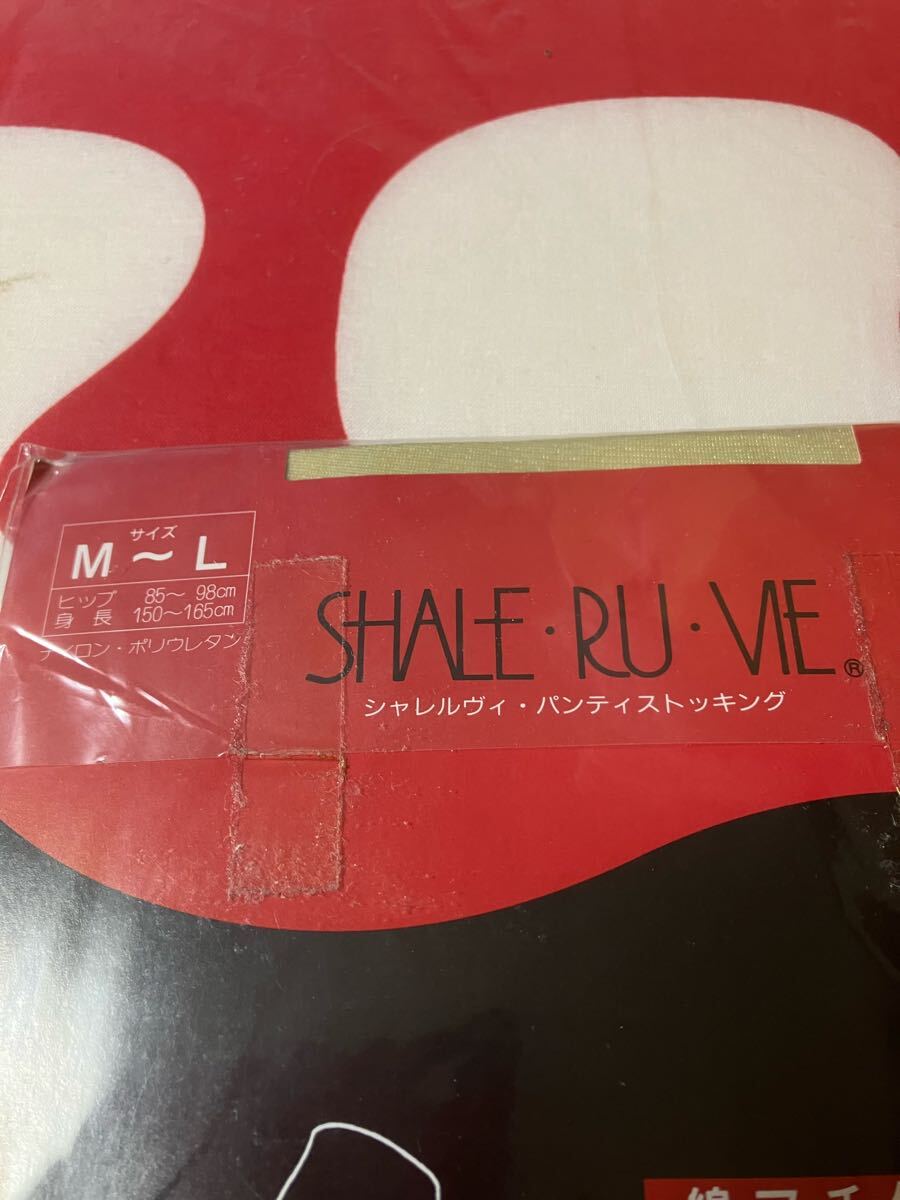 サイズ
M~L
ヒップ 85~ 98cm
身長 150~165cm
ナイロン・ポリウレタン
SHALE・RU・VIE®
シャレルヴィ・パンティストッキング